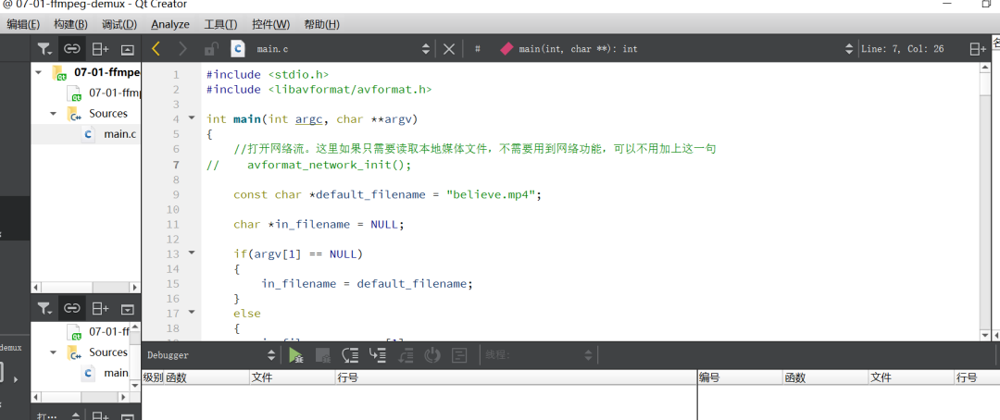 @ 07-01-ffmpeg-demux - Qt Creator
编辑(E) 构建(B) 调试(D) Analyze 工具(T) 控件(W) 帮助(H)
main.c
#
main(int, char **): int
Line: 7, Col: 26
名
07-01-ffmpe
07-01-ffm
Sources
main.c
1 #include <stdio.h>
2 #include <libavformat/avformat.h>
3
4 int main(int argc, char **argv)
5 {
6 //打开网络流。这里如果只需要读取本地媒体文件，不需要用到网络功能，可以不用加上这一句
7 // avformat_network_init();
8
9 const char *default_filename = "believe.mp4";
10
11 char *in_filename = NULL;
12
13 if(argv[1] == NULL)
14 {
15 in_filename = default_filename;
16 }
17 else
18 {
07-01-ff
Sources
main
demux
打…
Debugger
线程:
级别 函数 文件 行号
编号 函数 文件 行号